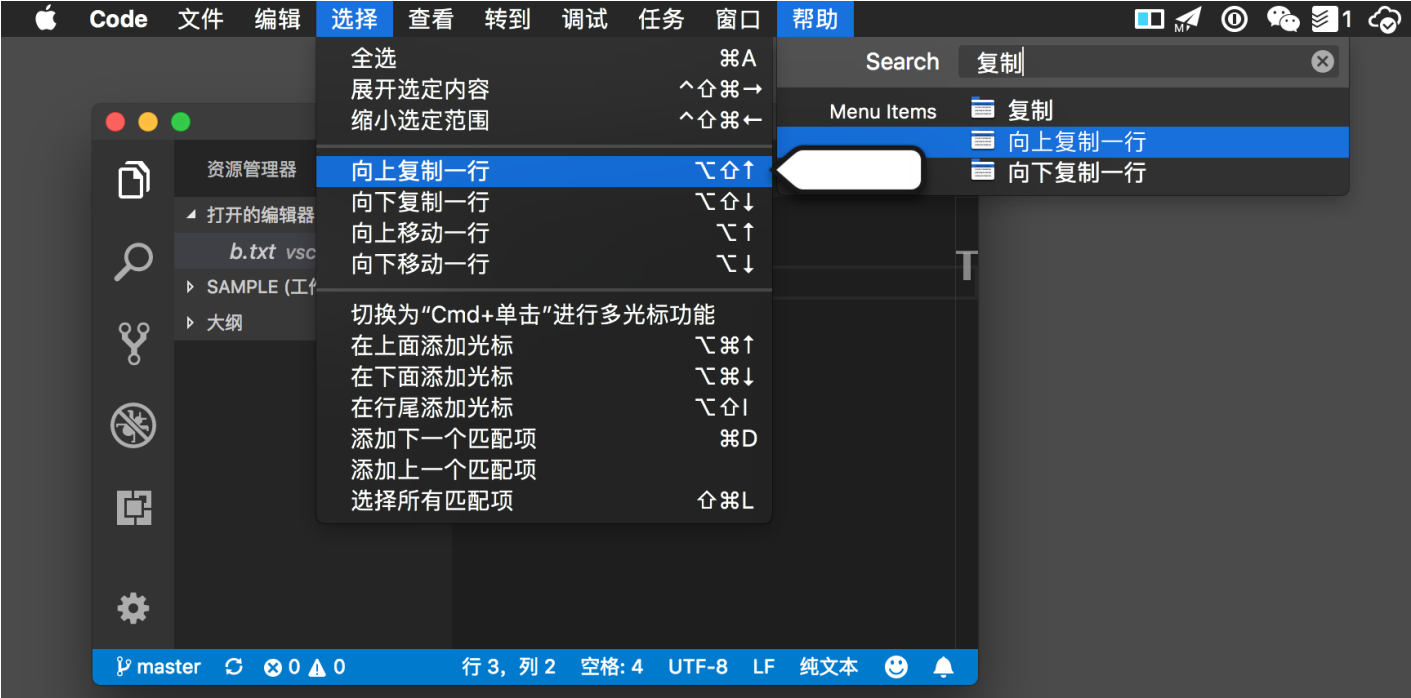 Code 文件 编辑 选择 查看 转到 调试 任务 窗口 帮助 1
全选 ⌘A
展开选定内容 ^⇧⌘→
缩小选定范围 ^⇧⌘←
向上复制一行 ⌥⇧↑
向下复制一行 ⌥⇧↓
向上移动一行 ⌥↑
向下移动一行 ⌥↓
切换为“Cmd+单击”进行多光标功能
在上面添加光标 ⌥⌘↑
在下面添加光标 ⌥⌘↓
在行尾添加光标 ⌥⇧I
添加下一个匹配项 ⌘D
添加上一个匹配项
选择所有匹配项 ⇧⌘L
Search 复制
Menu Items 复制
向上复制一行
向下复制一行
资源管理器
打开的编辑器
b.txt vsc
SAMPLE (工
大纲
T
master 0 0 行 3，列 2 空格: 4 UTF-8 LF 纯文本